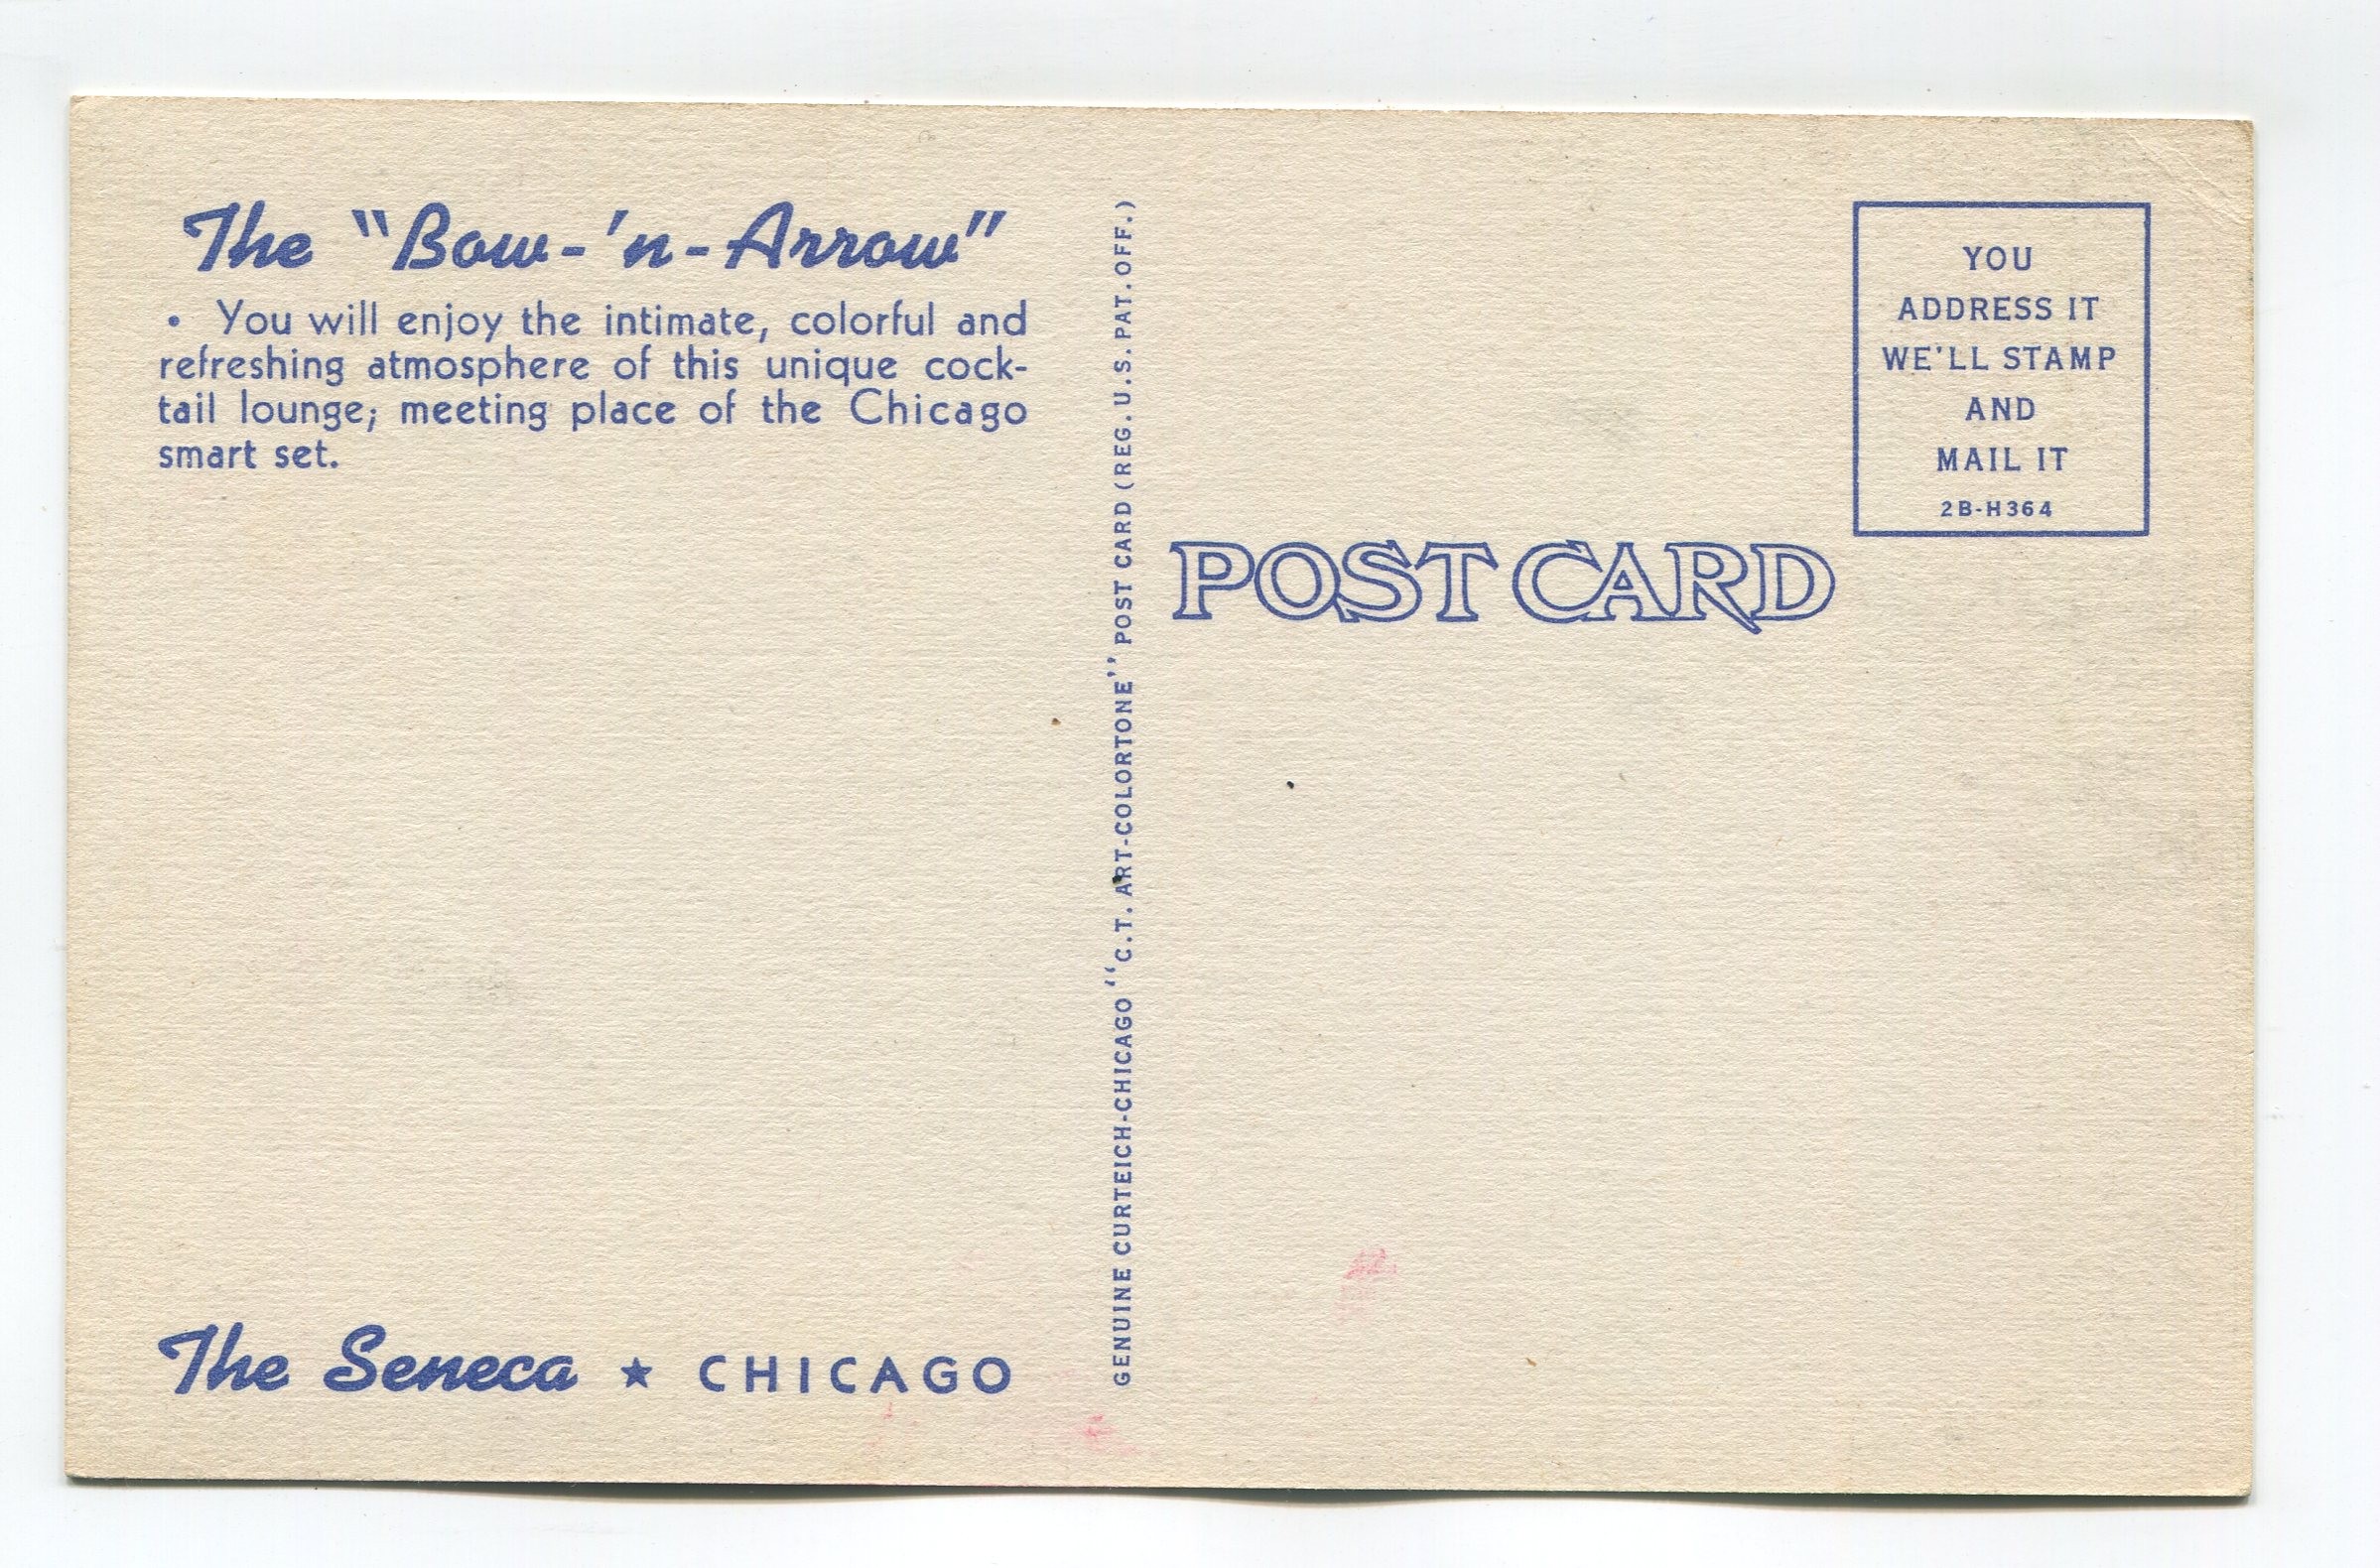 The "Bow-'n-Arrow"
• You will enjoy the intimate, colorful and
refreshing atmosphere of this unique cock-
tail lounge; meeting place of the Chicago
smart set.
The Seneca ★ CHICAGO
GENUINE CURTEICH-CHICAGO "C.T. ART-COLORTONE" POST CARD (REG. U.S. PAT. OFF.)
POST CARD
YOU
ADDRESS IT
WE'LL STAMP
AND
MAIL IT
2B-H364